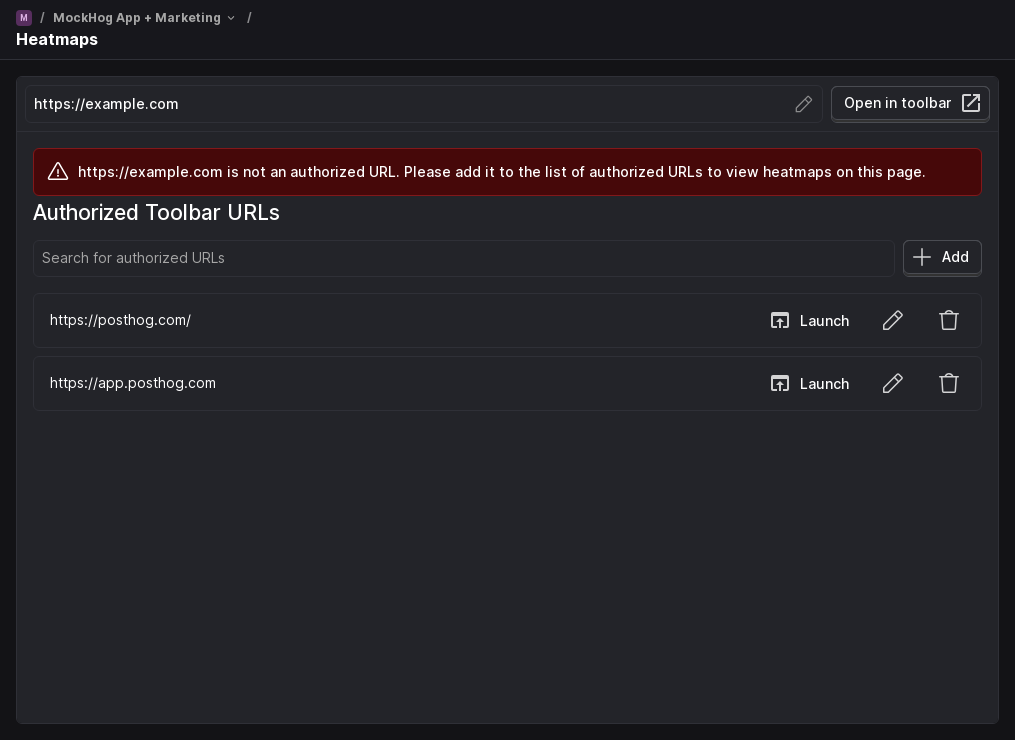 M / MockHog App + Marketing /
Heatmaps
https://example.com
Open in toolbar
https://example.com is not an authorized URL. Please add it to the list of authorized URLs to view heatmaps on this page.
Authorized Toolbar URLs
Search for authorized URLs
Add
https://posthog.com/
Launch
https://app.posthog.com
Launch